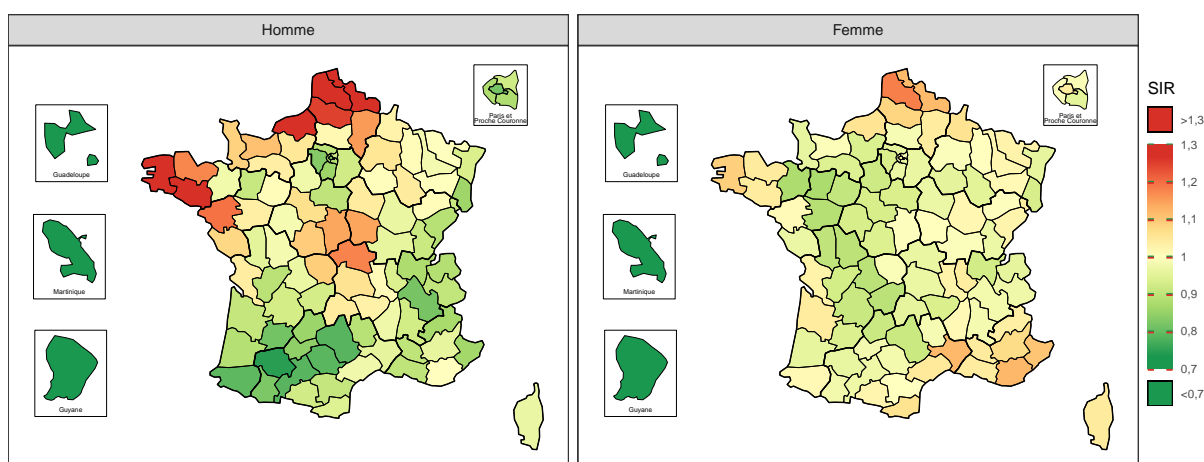 Homme
Femme
Paris et
Proche Couronne
Guadeloupe
Martinique
Guyane
Paris et
Proche Couronne
Guadeloupe
Martinique
Guyane
SIR
>1,3
1,3
1,2
1,1
1
0,9
0,8
0,7
<0,7